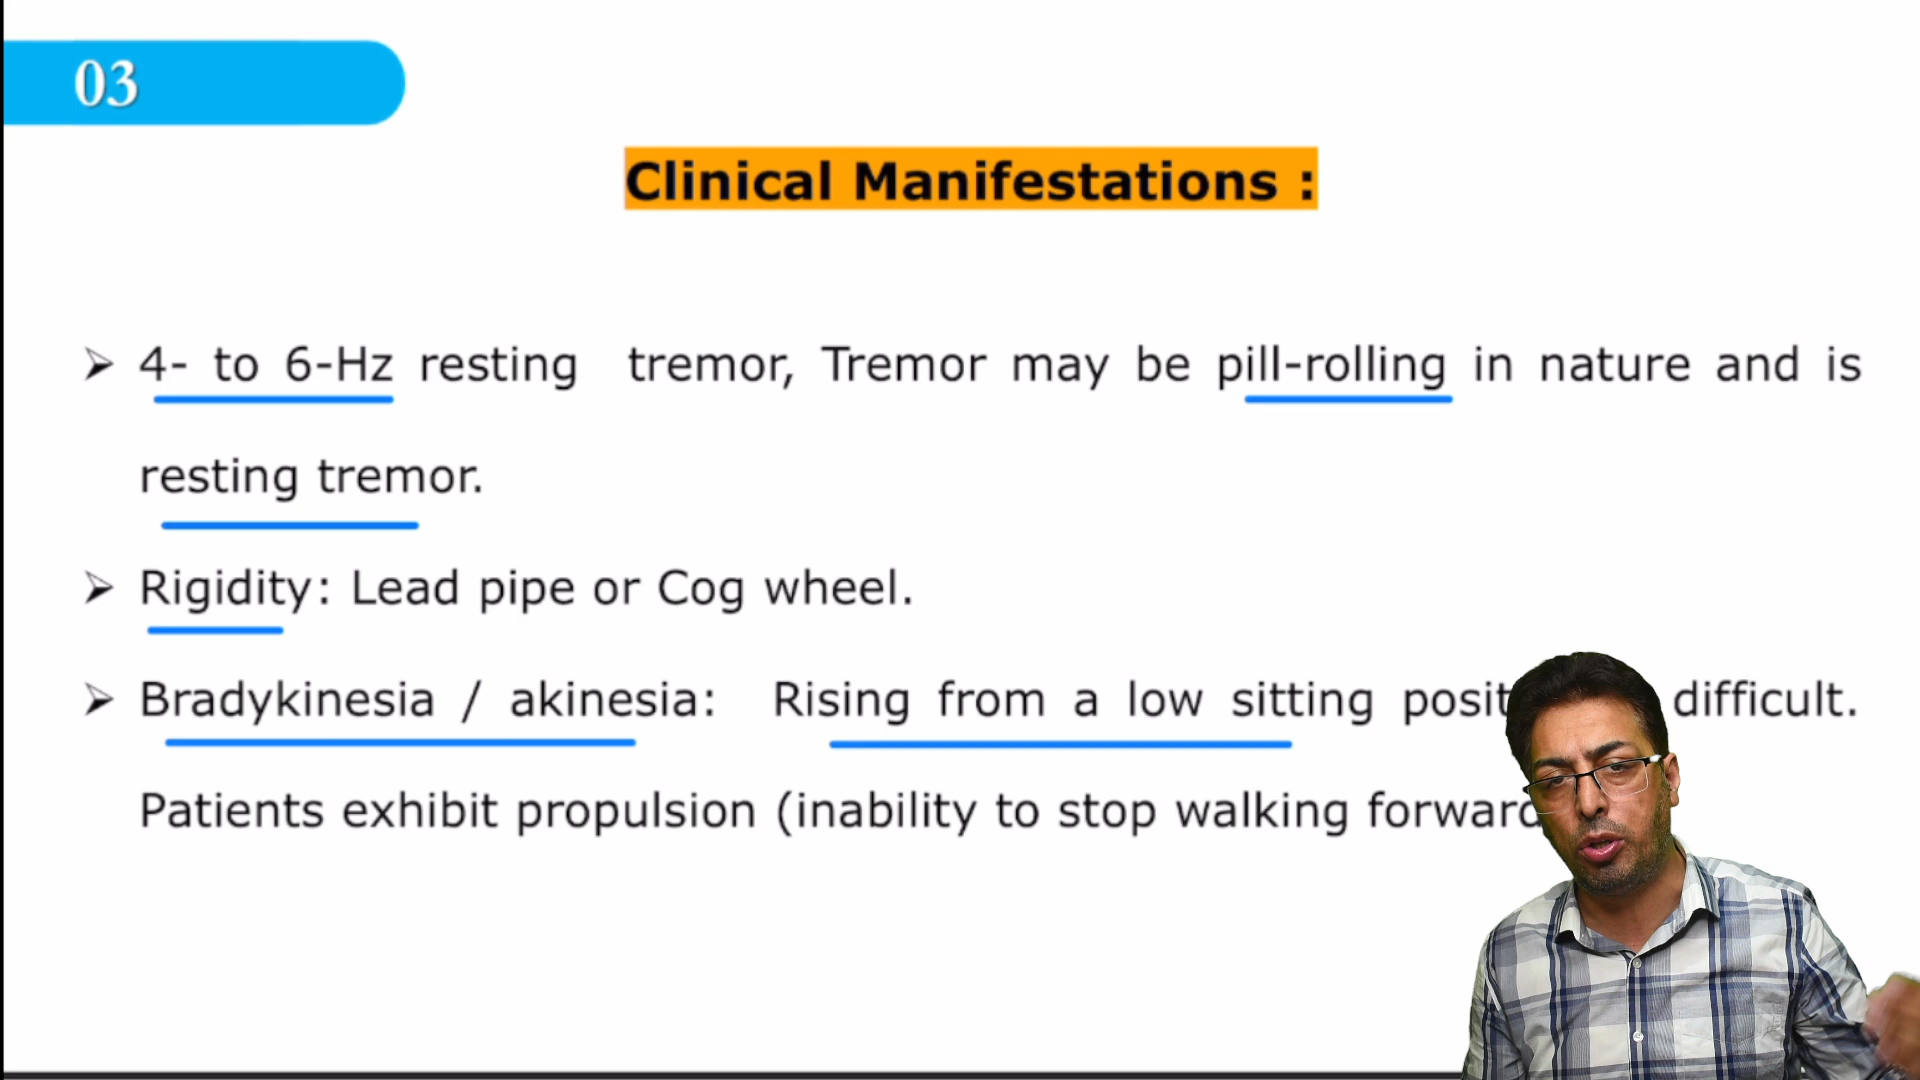 03
Clinical Manifestations :
➢ 4- to 6-Hz resting tremor, Tremor may be pill-rolling in nature and is
resting tremor.
➢ Rigidity: Lead pipe or Cog wheel.
➢ Bradykinesia / akinesia: Rising from a low sitting difficult.
Patients exhibit propulsion (inability to stop walking forward